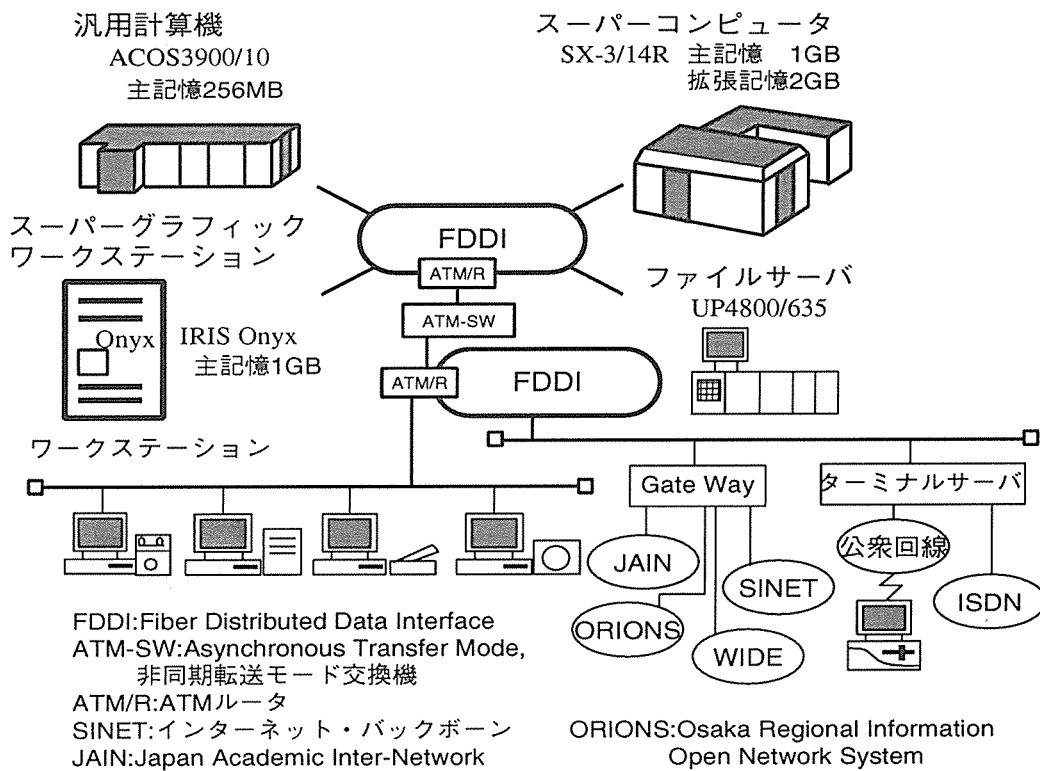 汎用計算機
ACOS3900/10
主記憶256MB
スーパーコンピュータ
SX-3/14R 主記憶 1GB
拡張記憶2GB
スーパーグラフィック
ワークステーション
FDDI
ATM/R
ATM-SW
ATM/R
FDDI
ファイルサーバ
UP4800/635
Onyx
IRIS Onyx
主記憶1GB
ワークステーション
Gate Way
ターミナルサーバ
JAIN
ORIONS
WIDE
SINET
公衆回線
ISDN
FDDI:Fiber Distributed Data Interface
ATM-SW:Asynchronous Transfer Mode,
非同期転送モード交換機
ATM/R:ATMルータ
SINET:インターネット・バックボーン
JAIN:Japan Academic Inter-Network
ORIONS:Osaka Regional Information
Open Network System